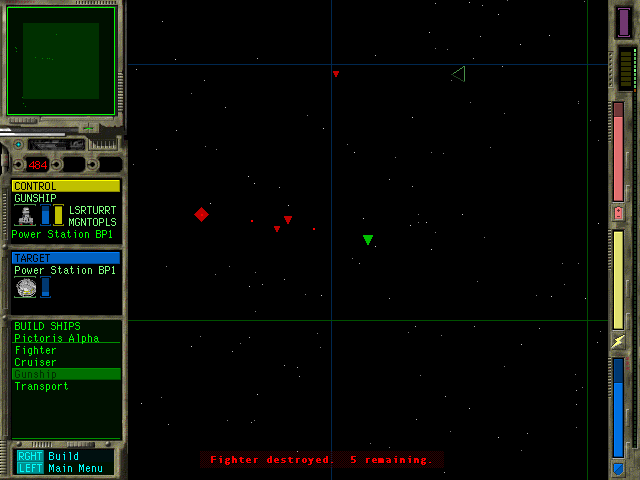 484
CONTROL
GUNSHIP
LSRTURRT
MGNTOPLS
Power Station BP1
TARGET
Power Station BP1
BUILD SHIPS
Pictoris Alpha
Fighter
Cruiser
Gunship
Transport
RGHT Build
LEFT Main Menu
Fighter destroyed. 5 remaining.